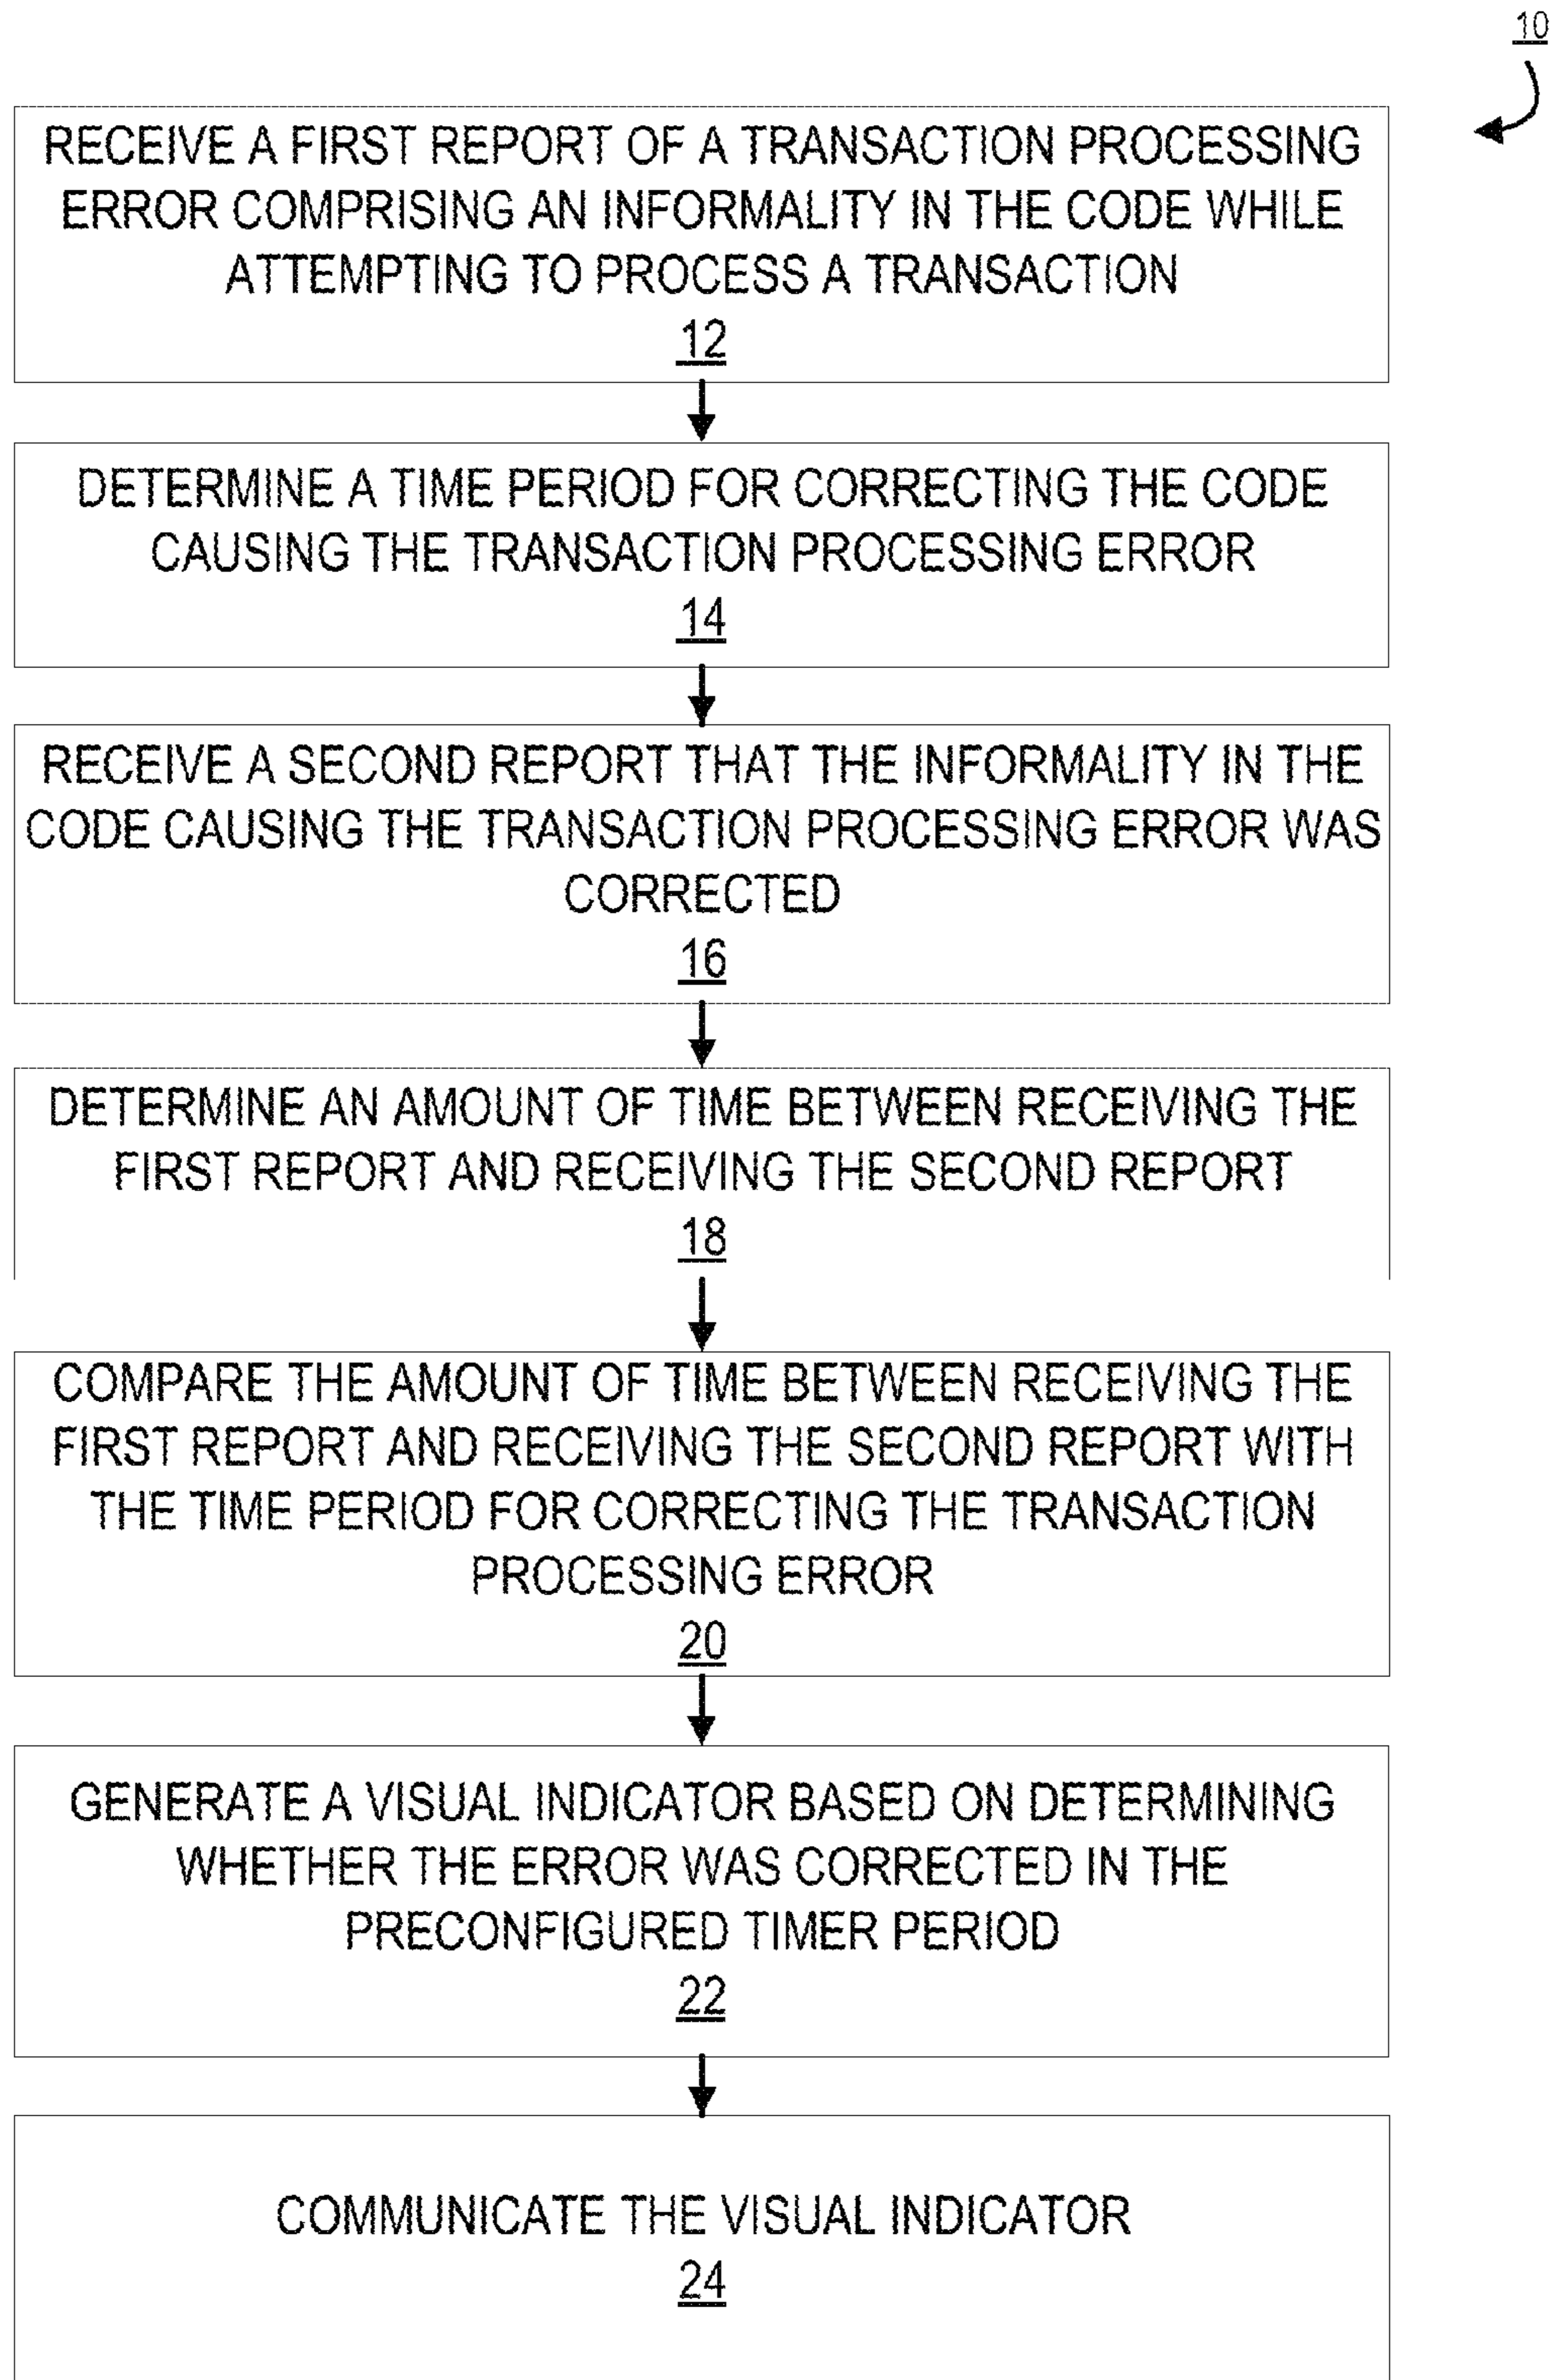 10
RECEIVE A FIRST REPORT OF A TRANSACTION PROCESSING
ERROR COMPRISING AN INFORMALITY IN THE CODE WHILE
ATTEMPTING TO PROCESS A TRANSACTION
12
DETERMINE A TIME PERIOD FOR CORRECTING THE CODE
CAUSING THE TRANSACTION PROCESSING ERROR
14
RECEIVE A SECOND REPORT THAT THE INFORMALITY IN THE
CODE CAUSING THE TRANSACTION PROCESSING ERROR WAS
CORRECTED
16
DETERMINE AN AMOUNT OF TIME BETWEEN RECEIVING THE
FIRST REPORT AND RECEIVING THE SECOND REPORT
18
COMPARE THE AMOUNT OF TIME BETWEEN RECEIVING THE
FIRST REPORT AND RECEIVING THE SECOND REPORT WITH
THE TIME PERIOD FOR CORRECTING THE TRANSACTION
PROCESSING ERROR
20
GENERATE A VISUAL INDICATOR BASED ON DETERMINING
WHETHER THE ERROR WAS CORRECTED IN THE
PRECONFIGURED TIMER PERIOD
22
COMMUNICATE THE VISUAL INDICATOR
24